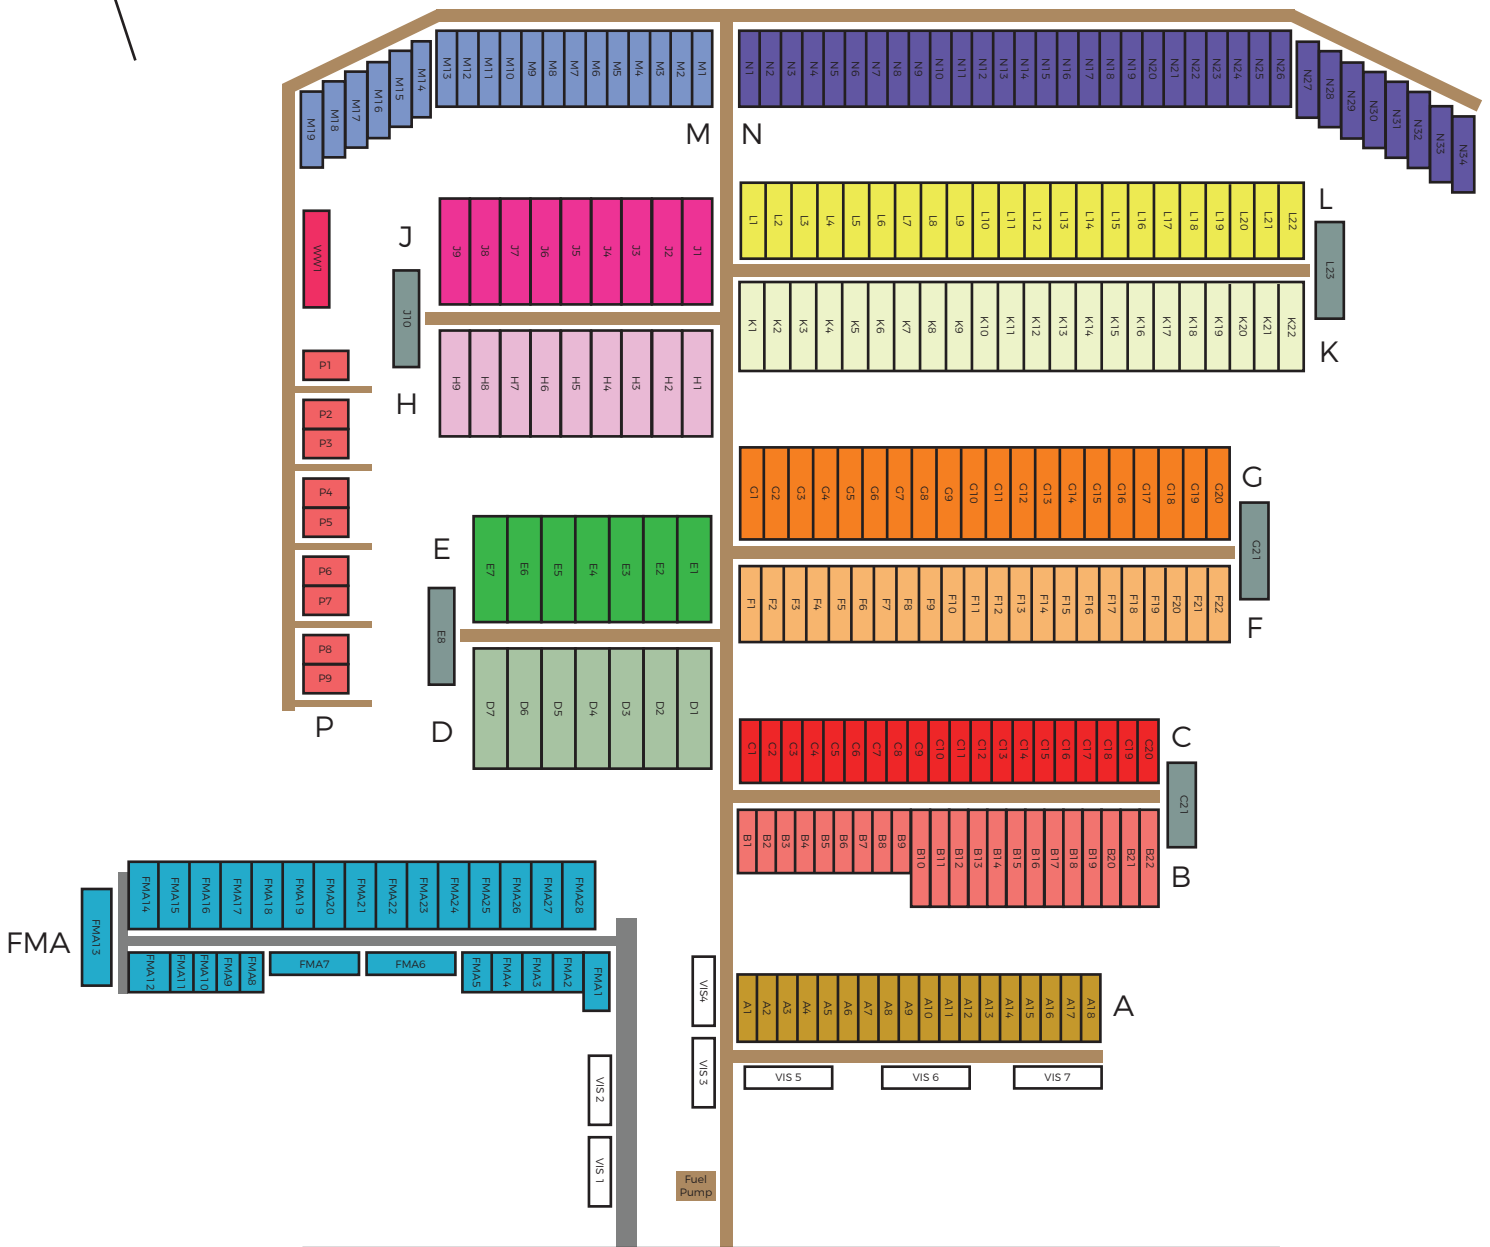 M13 M12 M11 M10 M9 M8 M7 M6 M5 M4 M3 M2 M1
M19 M18 M17 M16 M15 M14
N1 N2 N3 N4 N5 N6 N7 N8 N9 N10 N11 N12 N13 N14 N15 N16 N17 N18 N19 N20 N21 N22 N23 N24 N25 N26
N27 N28 N29 N30 N31 N32 N33 N34
M N
L1 L2 L3 L4 L5 L6 L7 L8 L9 L10 L11 L12 L13 L14 L15 L16 L17 L18 L19 L20 L21 L22
L
L23
WW1
J
J9 J8 J7 J6 J5 J4 J3 J2 J1
J10
K1 K2 K3 K4 K5 K6 K7 K8 K9 K10 K11 K12 K13 K14 K15 K16 K17 K18 K19 K20 K21 K22
K
H9 H8 H7 H6 H5 H4 H3 H2 H1
H
P1
P2
P3
P4
P5
P6
P7
P8
P9
P
G1 G2 G3 G4 G5 G6 G7 G8 G9 G10 G11 G12 G13 G14 G15 G16 G17 G18 G19 G20
G
G21
E
E7 E6 E5 E4 E3 E2 E1
E8
F1 F2 F3 F4 F5 F6 F7 F8 F9 F10 F11 F12 F13 F14 F15 F16 F17 F18 F19 F20 F21 F22
F
D7 D6 D5 D4 D3 D2 D1
D
C1 C2 C3 C4 C5 C6 C7 C8 C9 C10 C11 C12 C13 C14 C15 C16 C17 C18 C19 C20
C
C21
B1 B2 B3 B4 B5 B6 B7 B8 B9 B10 B11 B12 B13 B14 B15 B16 B17 B18 B19 B20 B21 B22
B
FMA14 FMA15 FMA16 FMA17 FMA18 FMA19 FMA20 FMA21 FMA22 FMA23 FMA24 FMA25 FMA26 FMA27 FMA28
FMA
FMA13
FMA12 FMA11 FMA10 FMA9 FMA8 FMA7 FMA6 FMA5 FMA4 FMA3 FMA2 FMA1
VIS4
A1 A2 A3 A4 A5 A6 A7 A8 A9 A10 A11 A12 A13 A14 A15 A16 A17 A18
A
VIS 3
VIS 5 VIS 6 VIS 7
VIS 2
VIS 1
Fuel
Pump